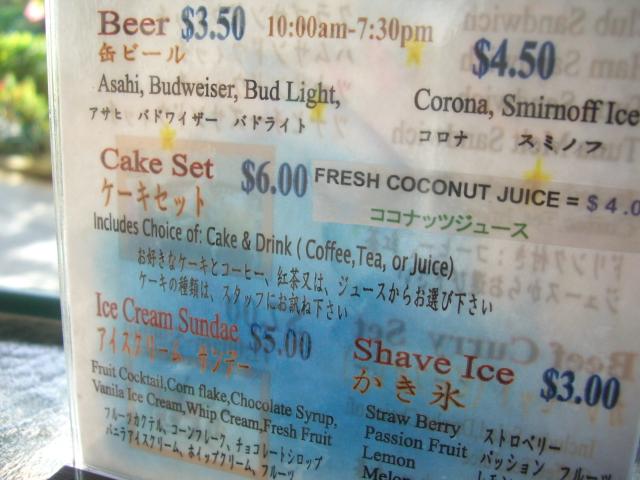 Beer $3.50 10:00am-7:30pm
缶ビール
$4.50
Asahi, Budweiser, Bud Light,
アサヒ バドワイザー バドライト
Corona, Smirnoff Ice
コロナ スミノフ
Cake Set $6.00
ケーキセット
FRESH COCONUT JUICE = $4.0
ココナッツジュース
Includes Choice of: Cake & Drink ( Coffee,Tea, or Juice)
お好きなケーキとコーヒー、紅茶又は、ジュースからお選び下さい
ケーキの種類は、スタッフにお訊ね下さい
Ice Cream Sundae $5.00
アイスクリーム、サンデー
Fruit Cocktail,Corn flake,Chocolate Syrup,
Vanila Ice Cream,Whip Cream,Fresh Fruit
フルーツカクテル、コーンフレーク、チョコレートシロップ
バニラアイスクリーム、ホイップクリーム、フルーツ
Shave Ice $3.00
かき氷
Straw Berry ストロベリー
Passion Fruit パッション フルーツ
Lemon レモン
Melon